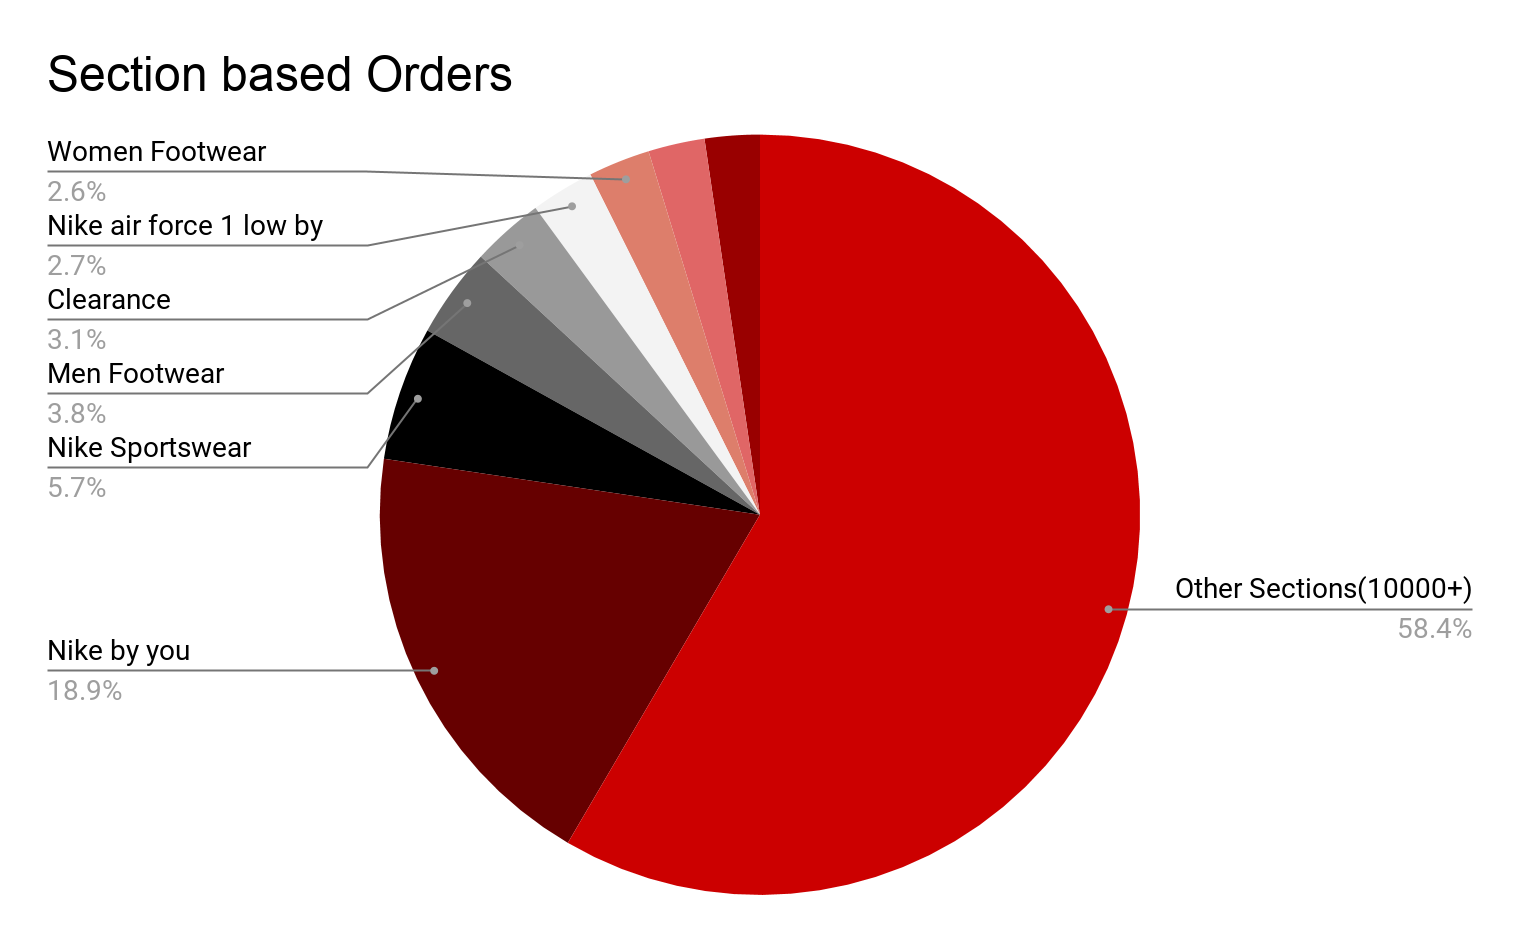 Section based Orders
Women Footwear
2.6%
Nike air force 1 low by
2.7%
Clearance
3.1%
Men Footwear
3.8%
Nike Sportswear
5.7%
Nike by you
18.9%
Other Sections(10000+)
58.4%